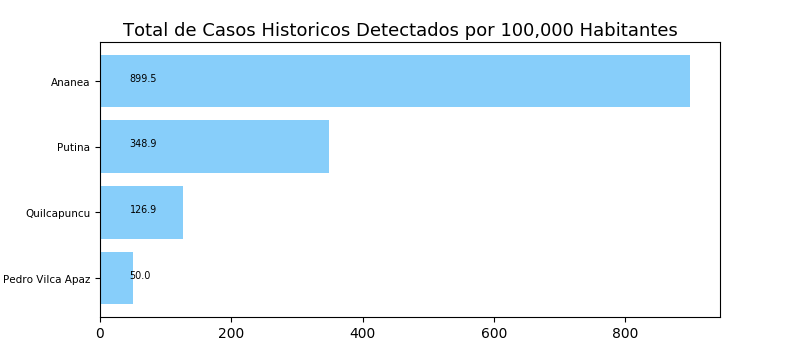 Total de Casos Historicos Detectados por 100,000 Habitantes
Ananea 899.5
Putina 348.9
Quilcapuncu 126.9
Pedro Vilca Apaz 50.0
0 200 400 600 800